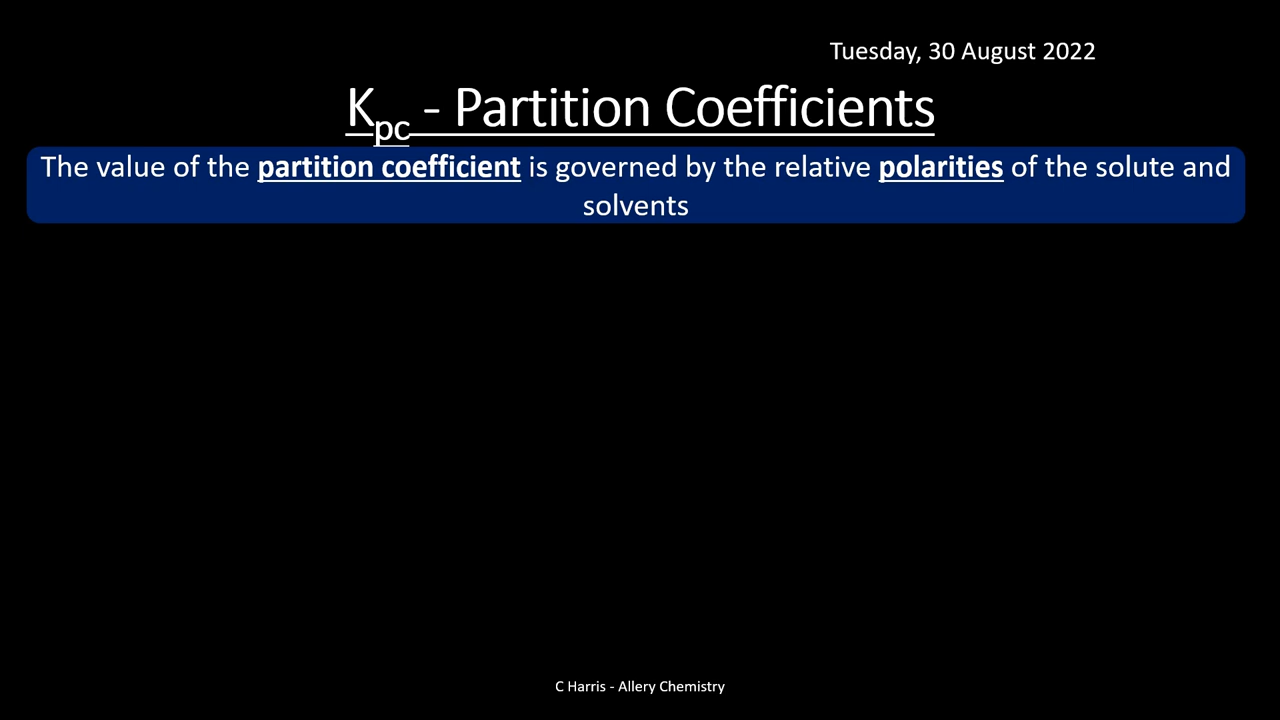 Tuesday, 30 August 2022
Kpc - Partition Coefficients
The value of the partition coefficient is governed by the relative polarities of the solute and
solvents
C Harris - Allery Chemistry